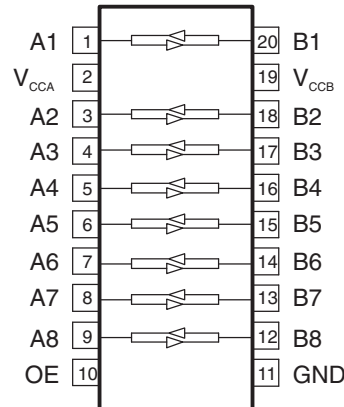 A1 1 20 B1
VCCA 2 19 VCCB
A2 3 18 B2
A3 4 17 B3
A4 5 16 B4
A5 6 15 B5
A6 7 14 B6
A7 8 13 B7
A8 9 12 B8
OE 10 11 GND